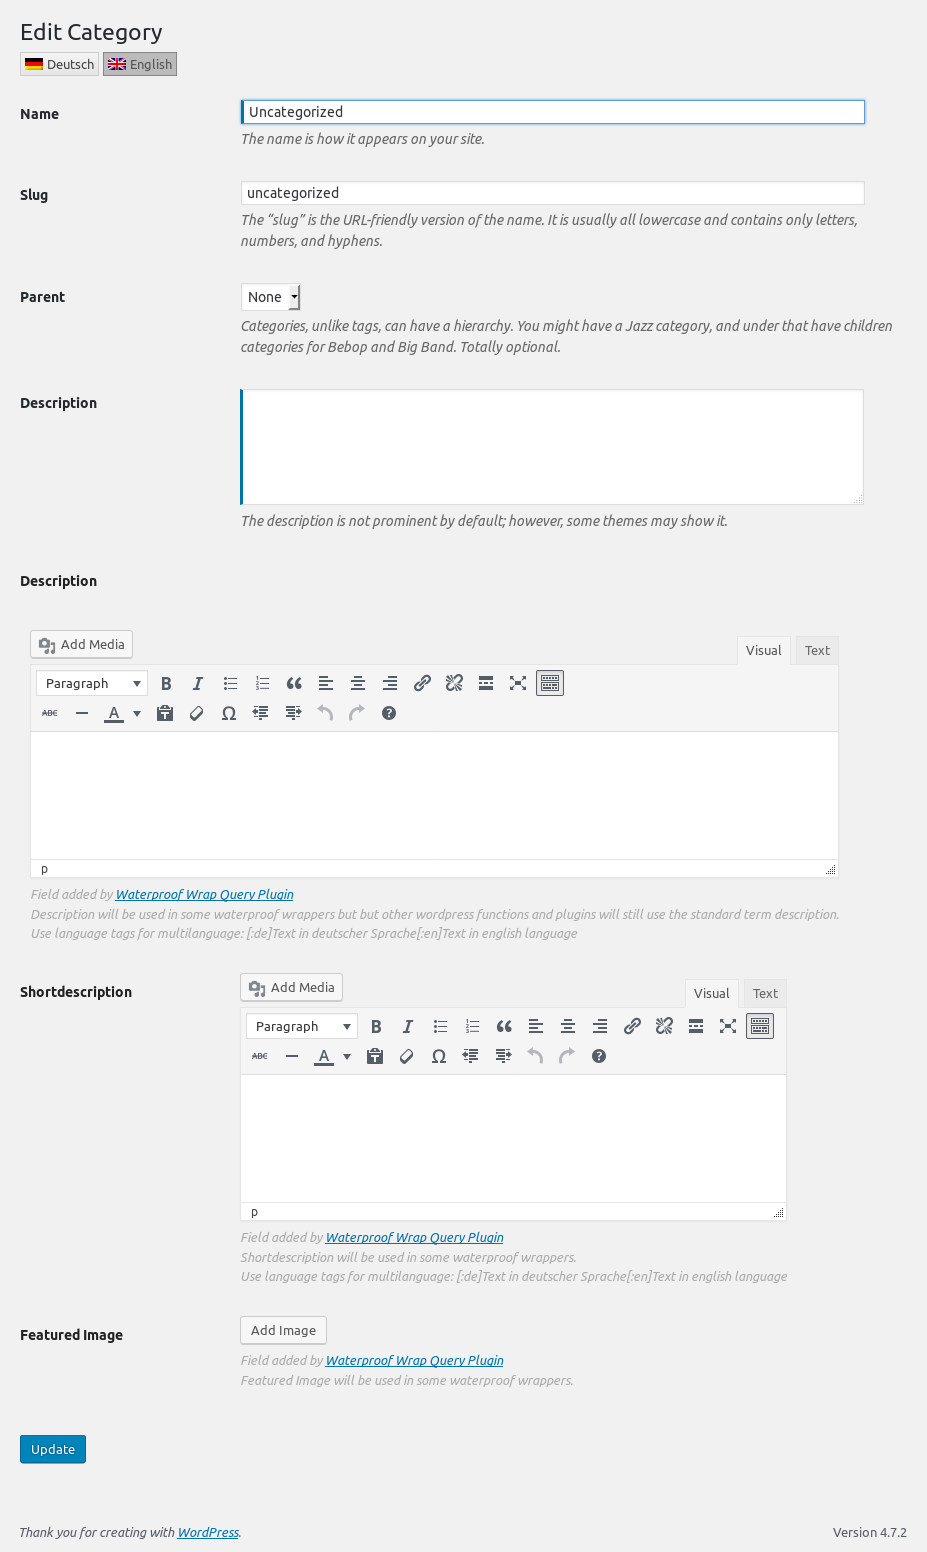 Edit Category
Deutsch English
Name
Uncategorized
The name is how it appears on your site.
Slug
uncategorized
The “slug” is the URL-friendly version of the name. It is usually all lowercase and contains only letters,
numbers, and hyphens.
Parent
None
Categories, unlike tags, can have a hierarchy. You might have a Jazz category, and under that have children
categories for Bebop and Big Band. Totally optional.
Description
The description is not prominent by default; however, some themes may show it.
Description
Add Media
Visual Text
Paragraph
ABC A
p
Field added by Waterproof Wrap Query Plugin
Description will be used in some waterproof wrappers but but other wordpress functions and plugins will still use the standard term description.
Use language tags for multilanguage: [:de]Text in deutscher Sprache[:en]Text in english language
Shortdescription
Add Media
Visual Text
Paragraph
ABC A
p
Field added by Waterproof Wrap Query Plugin
Shortdescription will be used in some waterproof wrappers.
Use language tags for multilanguage: [:de]Text in deutscher Sprache[:en]Text in english language
Featured Image
Add Image
Field added by Waterproof Wrap Query Plugin
Featured Image will be used in some waterproof wrappers.
Update
Thank you for creating with WordPress.
Version 4.7.2